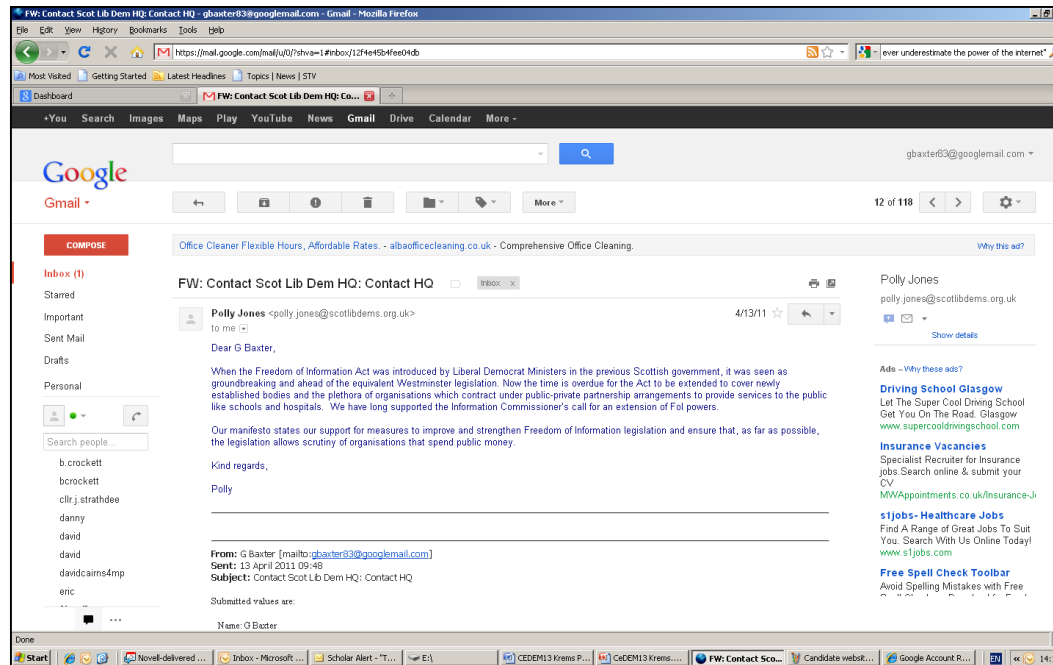 FW: Contact Scot Lib Dem HQ: Contact HQ - gbaxter83@googlemail.com - Gmail - Mozilla Firefox
File Edit View History Bookmarks Tools Help
https://mail.google.com/mail/u/0/?shva=1#inbox/12f4e45b4fee04db
ever underestimate the power of the internet"
Most Visited Getting Started Latest Headlines Topics | News | STV
Dashboard
FW: Contact Scot Lib Dem HQ: Co...
+You Search Images Maps Play YouTube News Gmail Drive Calendar More
Google
gbaxter83@googlemail.com
Gmail
More
12 of 118
COMPOSE
Office Cleaner Flexible Hours, Affordable Rates. - albaofficecleaning.co.uk - Comprehensive Office Cleaning.
Why this ad?
Inbox (1)
Starred
Important
Sent Mail
Drafts
Personal
Search people...
b.crockett
bcrockett
cllr.j.strathdee
danny
david
david
davidcairns4mp
eric
FW: Contact Scot Lib Dem HQ: Contact HQ
Inbox x
Polly Jones <polly.jones@scotlibdems.org.uk>
4/13/11
to me
Dear G Baxter,
When the Freedom of Information Act was introduced by Liberal Democrat Ministers in the previous Scottish government, it was seen as
groundbreaking and ahead of the equivalent Westminster legislation. Now the time is overdue for the Act to be extended to cover newly
established bodies and the plethora of organisations which contract under public-private partnership arrangements to provide services to the public
like schools and hospitals. We have long supported the Information Commissioner's call for an extension of FoI powers.
Our manifesto states our support for measures to improve and strengthen Freedom of Information legislation and ensure that, as far as possible,
the legislation allows scrutiny of organisations that spend public money.
Kind regards,
Polly
From: G Baxter [mailto:gbaxter83@googlemail.com]
Sent: 13 April 2011 09:48
Subject: Contact Scot Lib Dem HQ: Contact HQ
Submitted values are:
Name: G Baxter
Polly Jones
polly.jones@scotlibdems.org.uk
Show details
Ads – Why these ads?
Driving School Glasgow
Let The Super Cool Driving School
Get You On The Road. Glasgow
www.supercooldrivingschool.com
Insurance Vacancies
Specialist Recruiter for Insurance
jobs.Search online & submit your
CV
MWAppointments.co.uk/Insurance-J
s1jobs- Healthcare Jobs
Find A Range of Great Jobs To Suit
You. Search With Us Online Today!
www.s1jobs.com
Free Spell Check Toolbar
Avoid Spelling Mistakes with Free
Done
Start
Novell-delivered ...
Inbox - Microsoft ...
Scholar Alert - "T...
E:\
CEDEM13 Krems P...
CeDEM13 Krems....
FW: Contact Sco...
Candidate websit...
Google Account R...
EN
14: